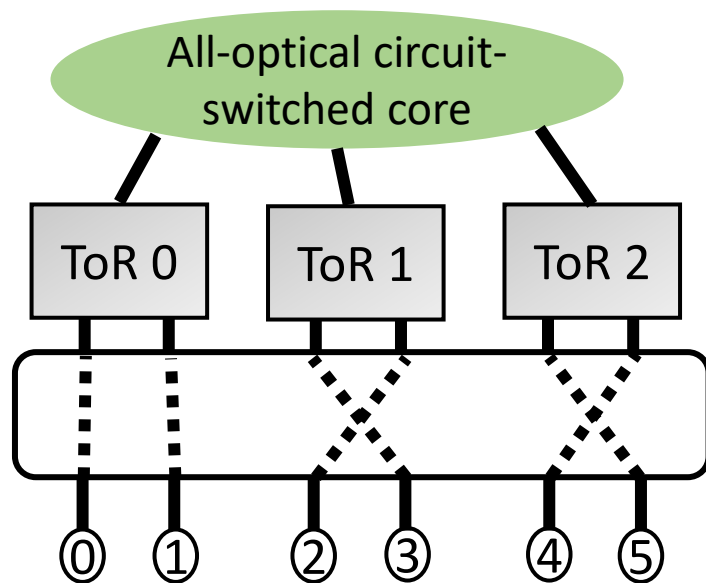 All-optical circuit-
switched core
ToR 0
ToR 1
ToR 2
0
1
2
3
4
5